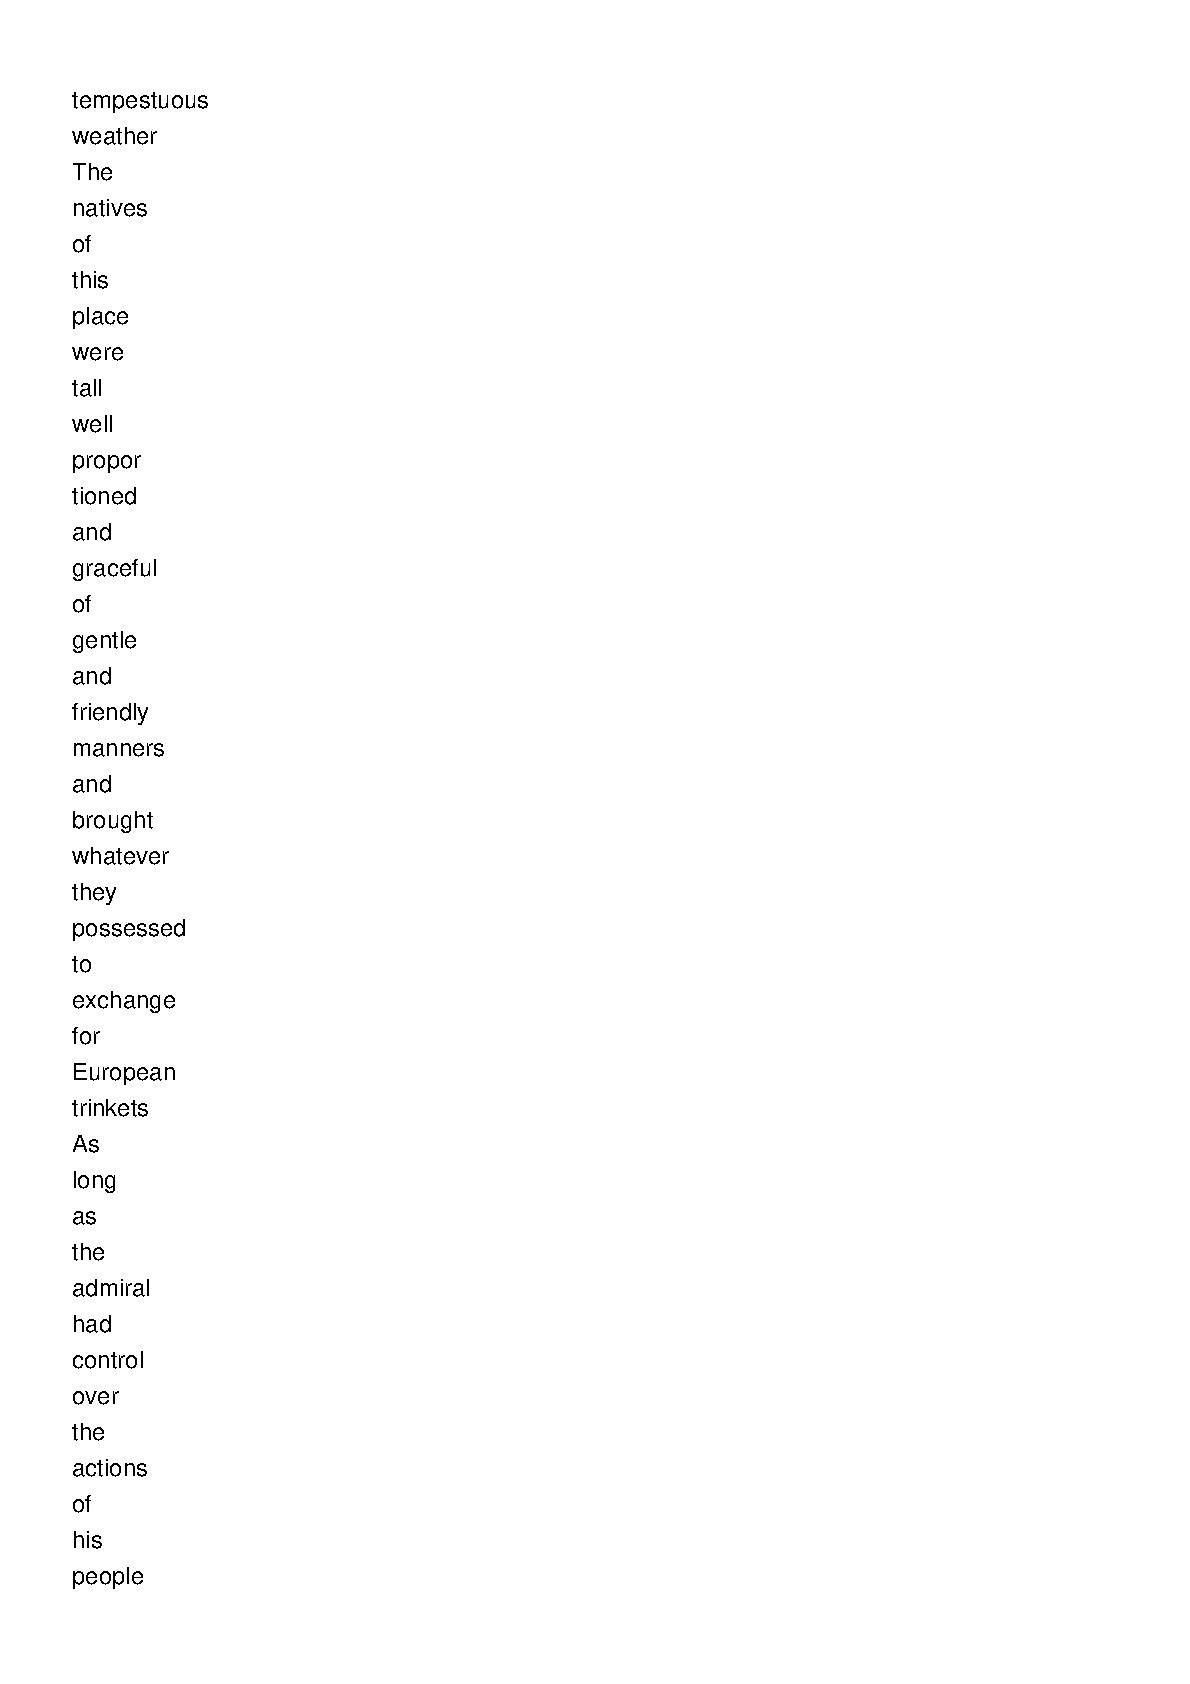 tempestuous
weather
The
natives
of
this
place
were
tall
well
propor
tioned
and
graceful
of
gentle
and
friendly
manners
and
brought
whatever
they
possessed
to
exchange
for
European
trinkets
As
long
as
the
admiral
had
control
over
the
actions
of
his
people